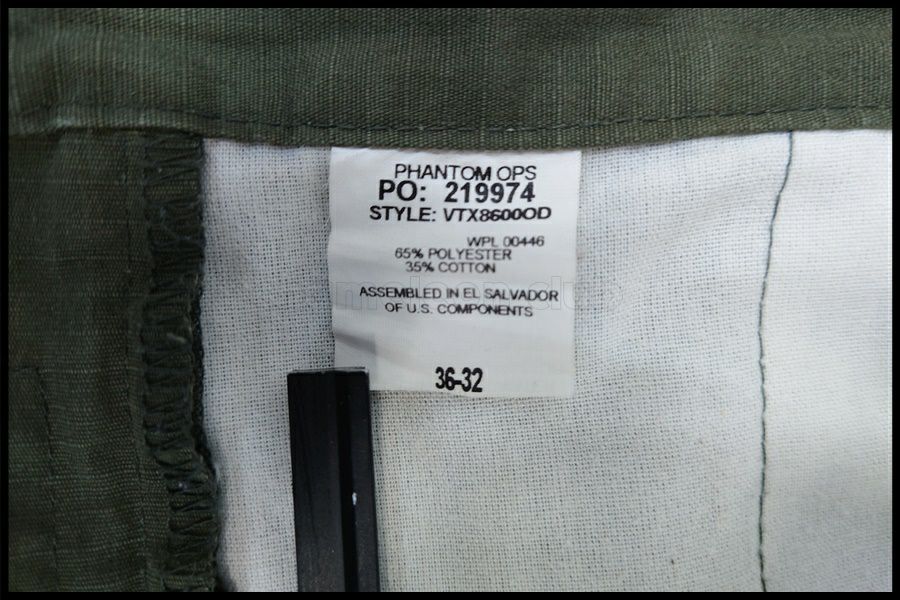 PHANTOM OPS
PO: 219974
STYLE: VTX8600OD
WPL 00446
65% POLYESTER
35% COTTON
ASSEMBLED IN EL SALVADOR
OF U.S. COMPONENTS
36-32